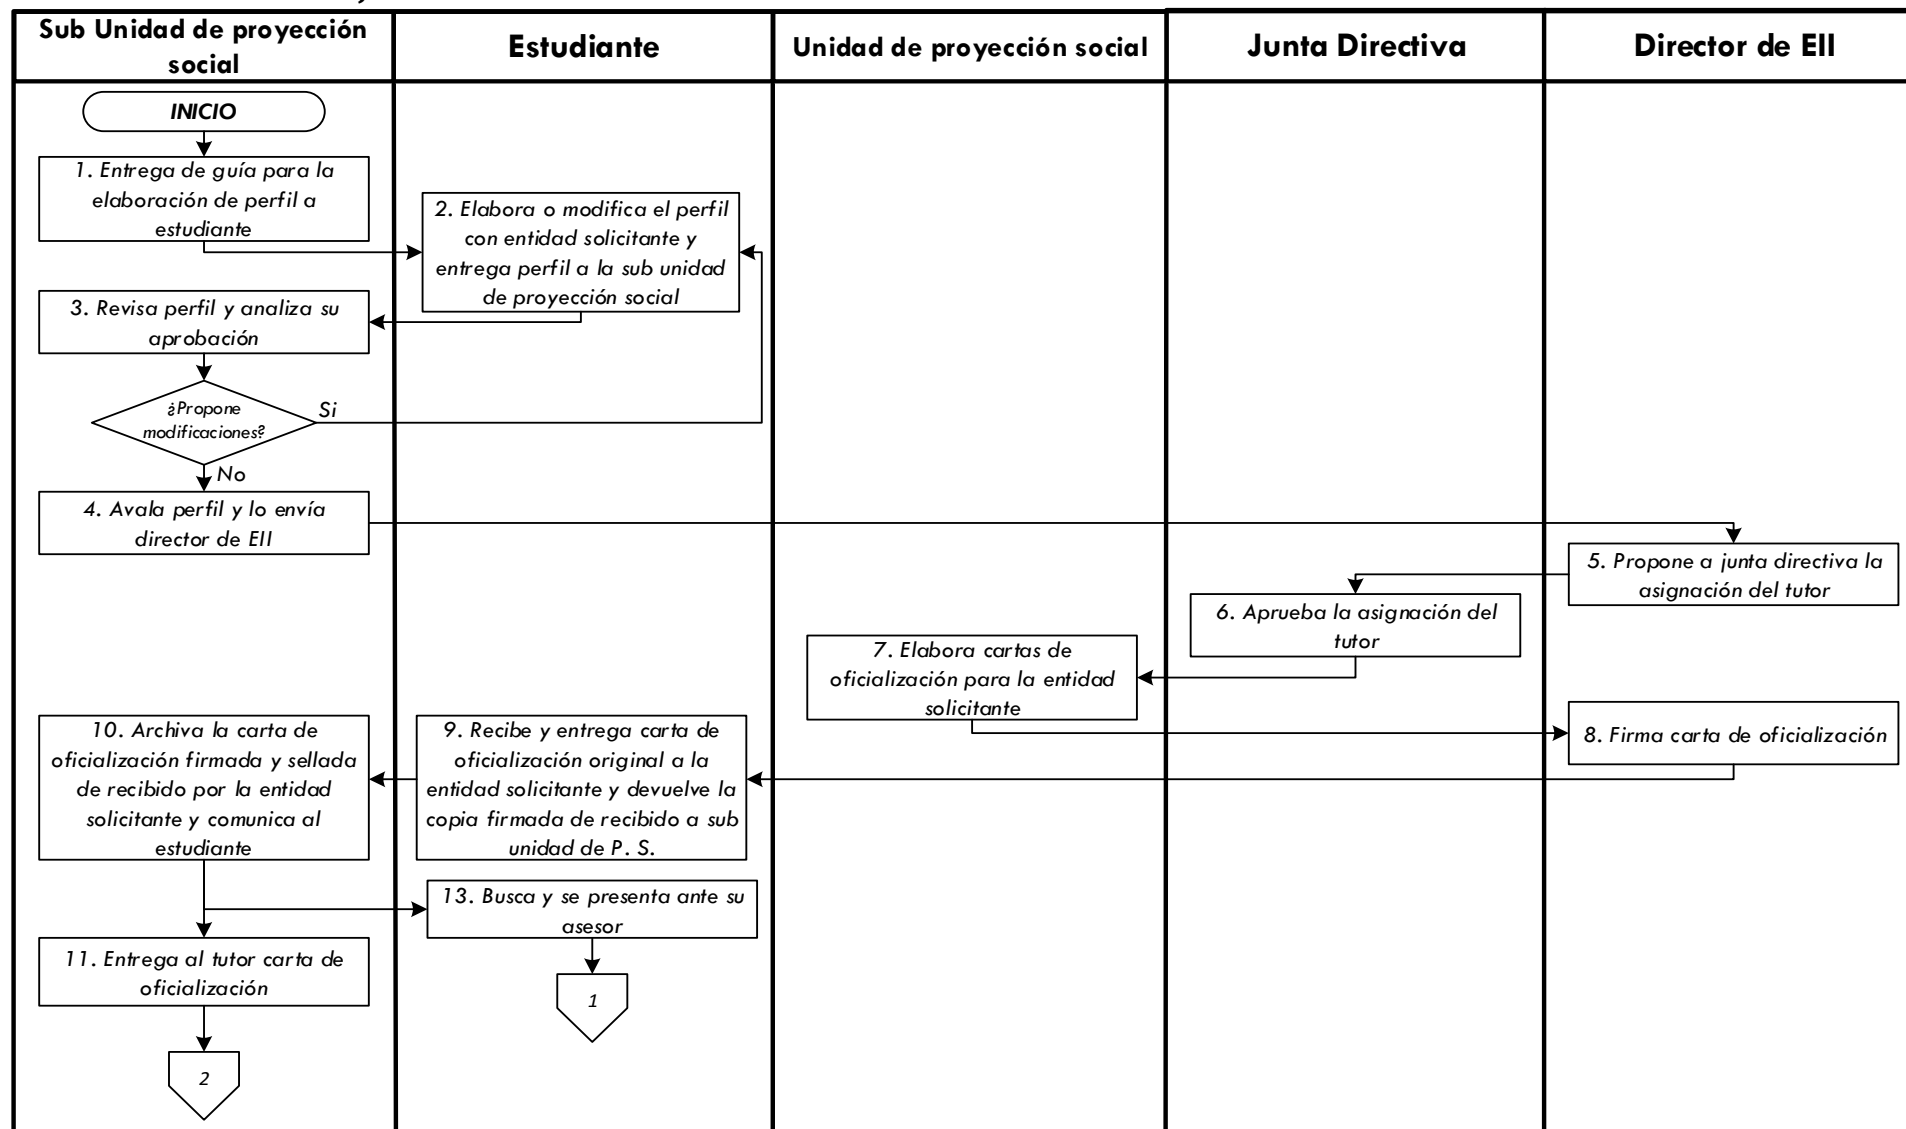 Sub Unidad de proyección
social
Estudiante
Unidad de proyección social
Junta Directiva
Director de EII
INICIO
1. Entrega de guía para la
elaboración de perfil a
estudiante
2. Elabora o modifica el perfil
con entidad solicitante y
entrega perfil a la sub unidad
de proyección social
3. Revisa perfil y analiza su
aprobación
¿Propone
modificaciones?
Si
No
4. Avala perfil y lo envía
director de EII
5. Propone a junta directiva la
asignación del tutor
6. Aprueba la asignación del
tutor
7. Elabora cartas de
oficialización para la entidad
solicitante
8. Firma carta de oficialización
9. Recibe y entrega carta de
oficialización original a la
entidad solicitante y devuelve la
copia firmada de recibido a sub
unidad de P. S.
10. Archiva la carta de
oficialización firmada y sellada
de recibido por la entidad
solicitante y comunica al
estudiante
13. Busca y se presenta ante su
asesor
11. Entrega al tutor carta de
oficialización
1
2